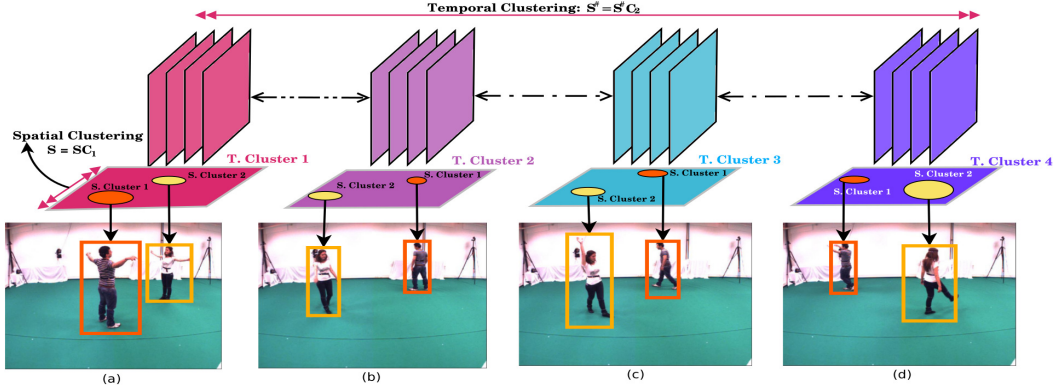 Temporal Clustering: S^# = S^# C₂
Spatial Clustering
S = SC₁
T. Cluster 1
T. Cluster 2
T. Cluster 3
T. Cluster 4
S. Cluster 2
S. Cluster 1
S. Cluster 1
S. Cluster 2
S. Cluster 1
S. Cluster 2
S. Cluster 1
S. Cluster 2
(a)
(b)
(c)
(d)